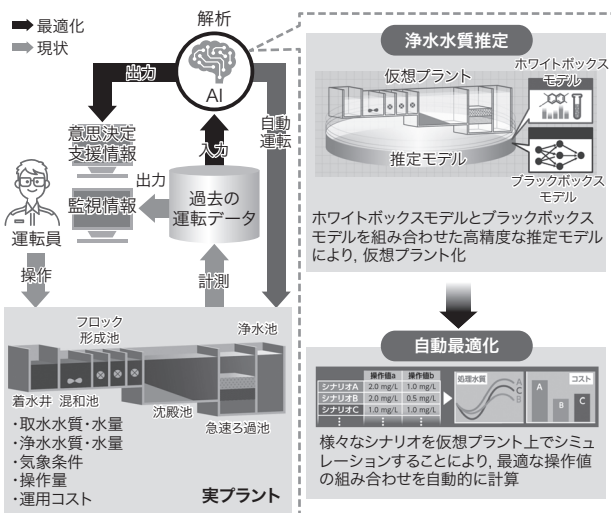 最適化
現状
解析
AI
出力
自動
運転
意思決定
支援情報
入力
出力
監視情報
過去の
運転データ
運転員
操作
計測
フロック
形成池
浄水池
着水井
混和池
沈殿池
急速ろ過池
・取水水質・水量
・浄水水質・水量
・気象条件
・操作量
・運用コスト
実プラント
浄水水質推定
仮想プラント
ホワイトボックス
モデル
推定モデル
ブラックボックス
モデル
ホワイトボックスモデルとブラックボックス
モデルを組み合わせた高精度な推定モデル
により, 仮想プラント化
自動最適化
操作値a 操作値b
シナリオA 2.0 mg/L 1.0 mg/L
シナリオB 2.0 mg/L 0.5 mg/L
シナリオC 1.0 mg/L 1.0 mg/L
処理水質
A
C
B
コスト
A
B
C
様々なシナリオを仮想プラント上でシミュ
レーションすることにより, 最適な操作値
の組み合わせを自動的に計算